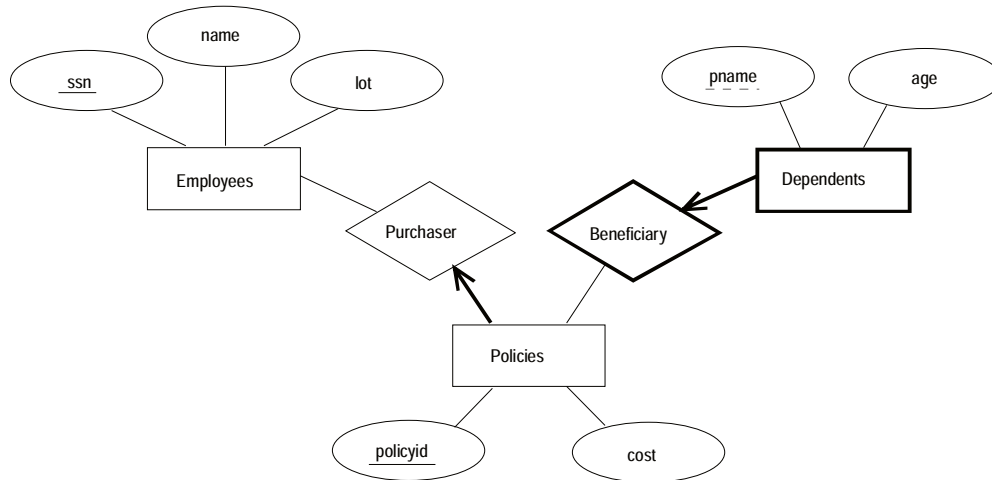 name
ssn
lot
pname
age
Employees
Dependents
Purchaser
Beneficiary
Policies
policyid
cost